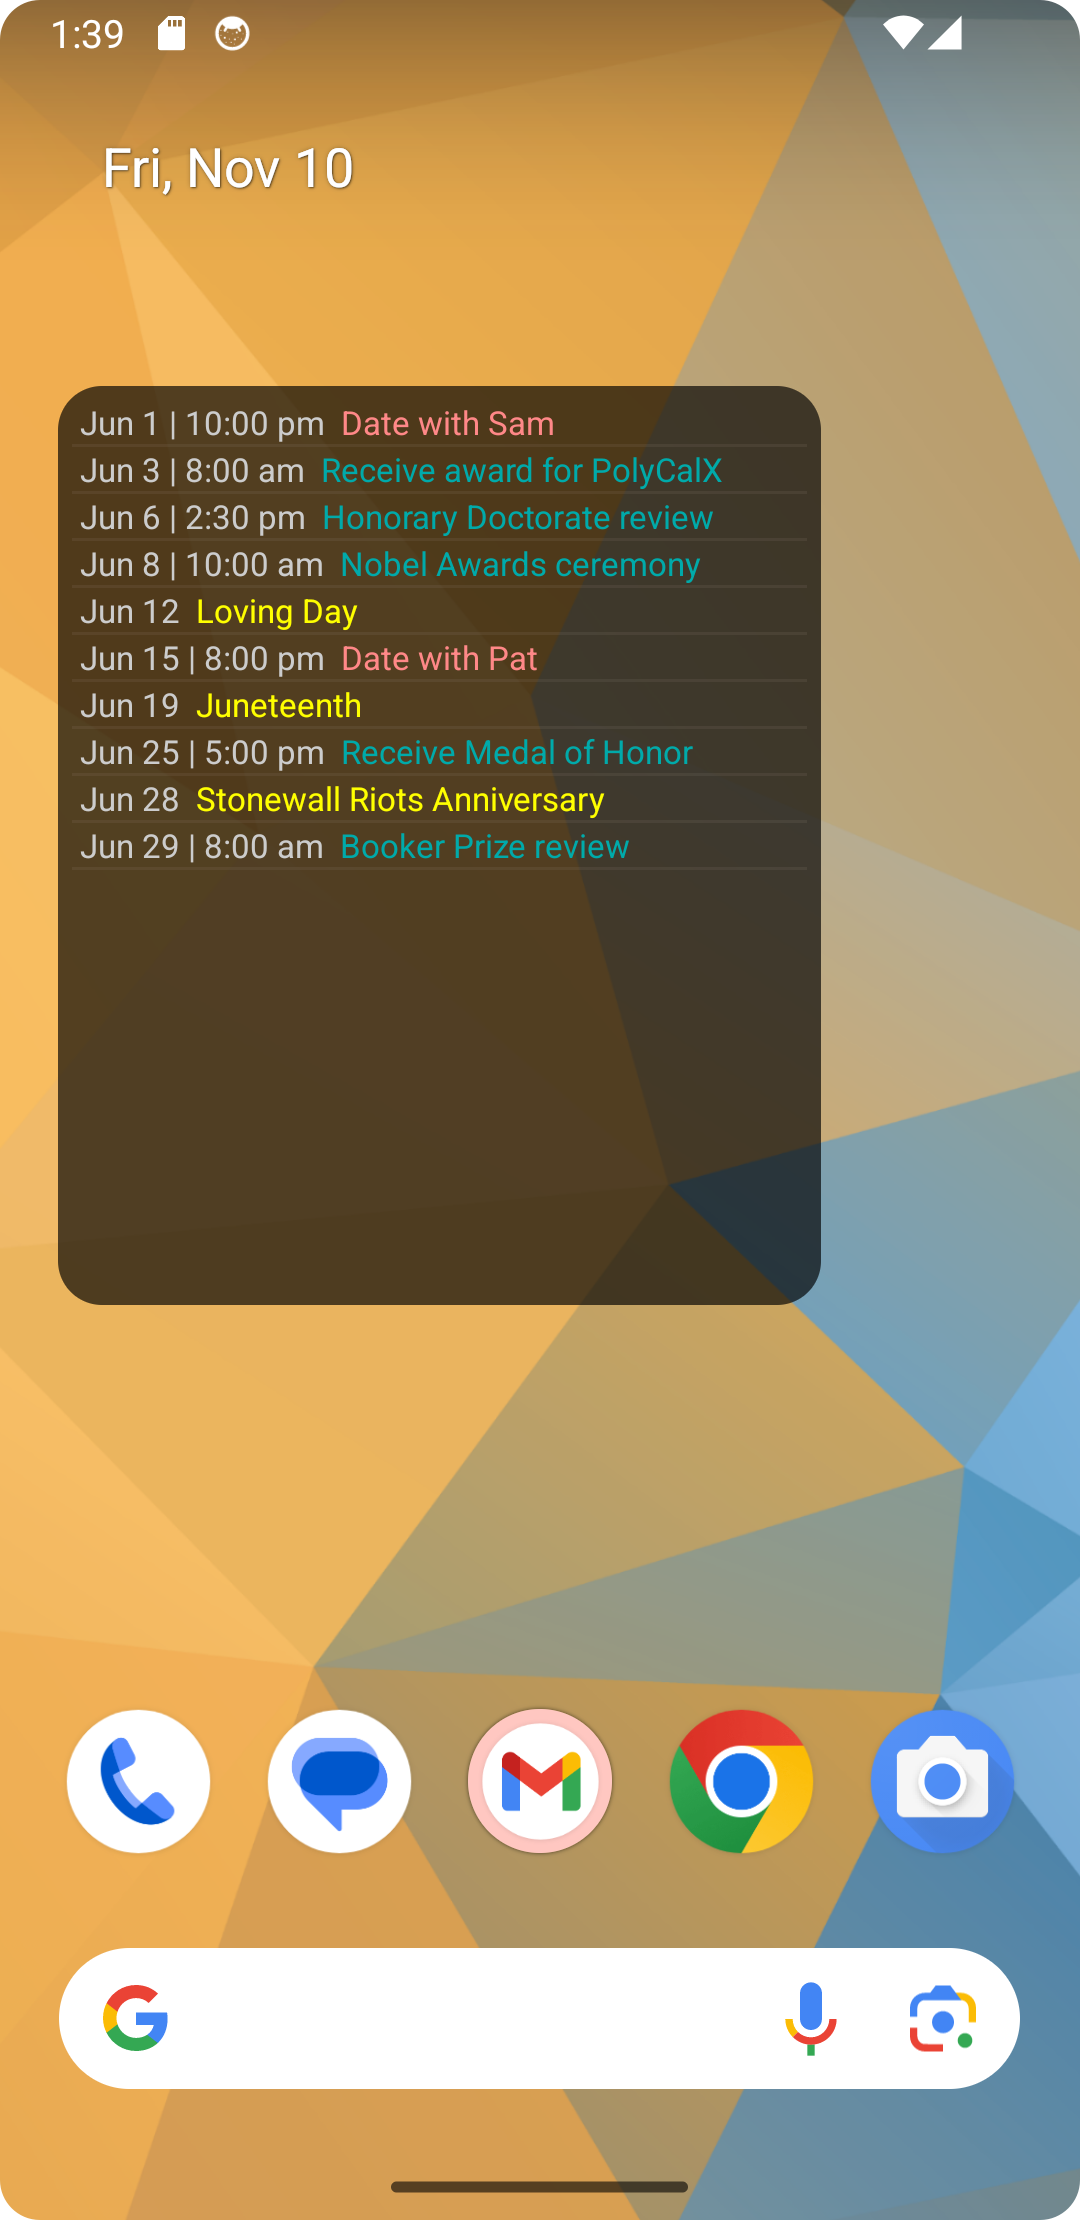 1:39
Fri, Nov 10
Jun 1 | 10:00 pm Date with Sam
Jun 3 | 8:00 am Receive award for PolyCalX
Jun 6 | 2:30 pm Honorary Doctorate review
Jun 8 | 10:00 am Nobel Awards ceremony
Jun 12 Loving Day
Jun 15 | 8:00 pm Date with Pat
Jun 19 Juneteenth
Jun 25 | 5:00 pm Receive Medal of Honor
Jun 28 Stonewall Riots Anniversary
Jun 29 | 8:00 am Booker Prize review